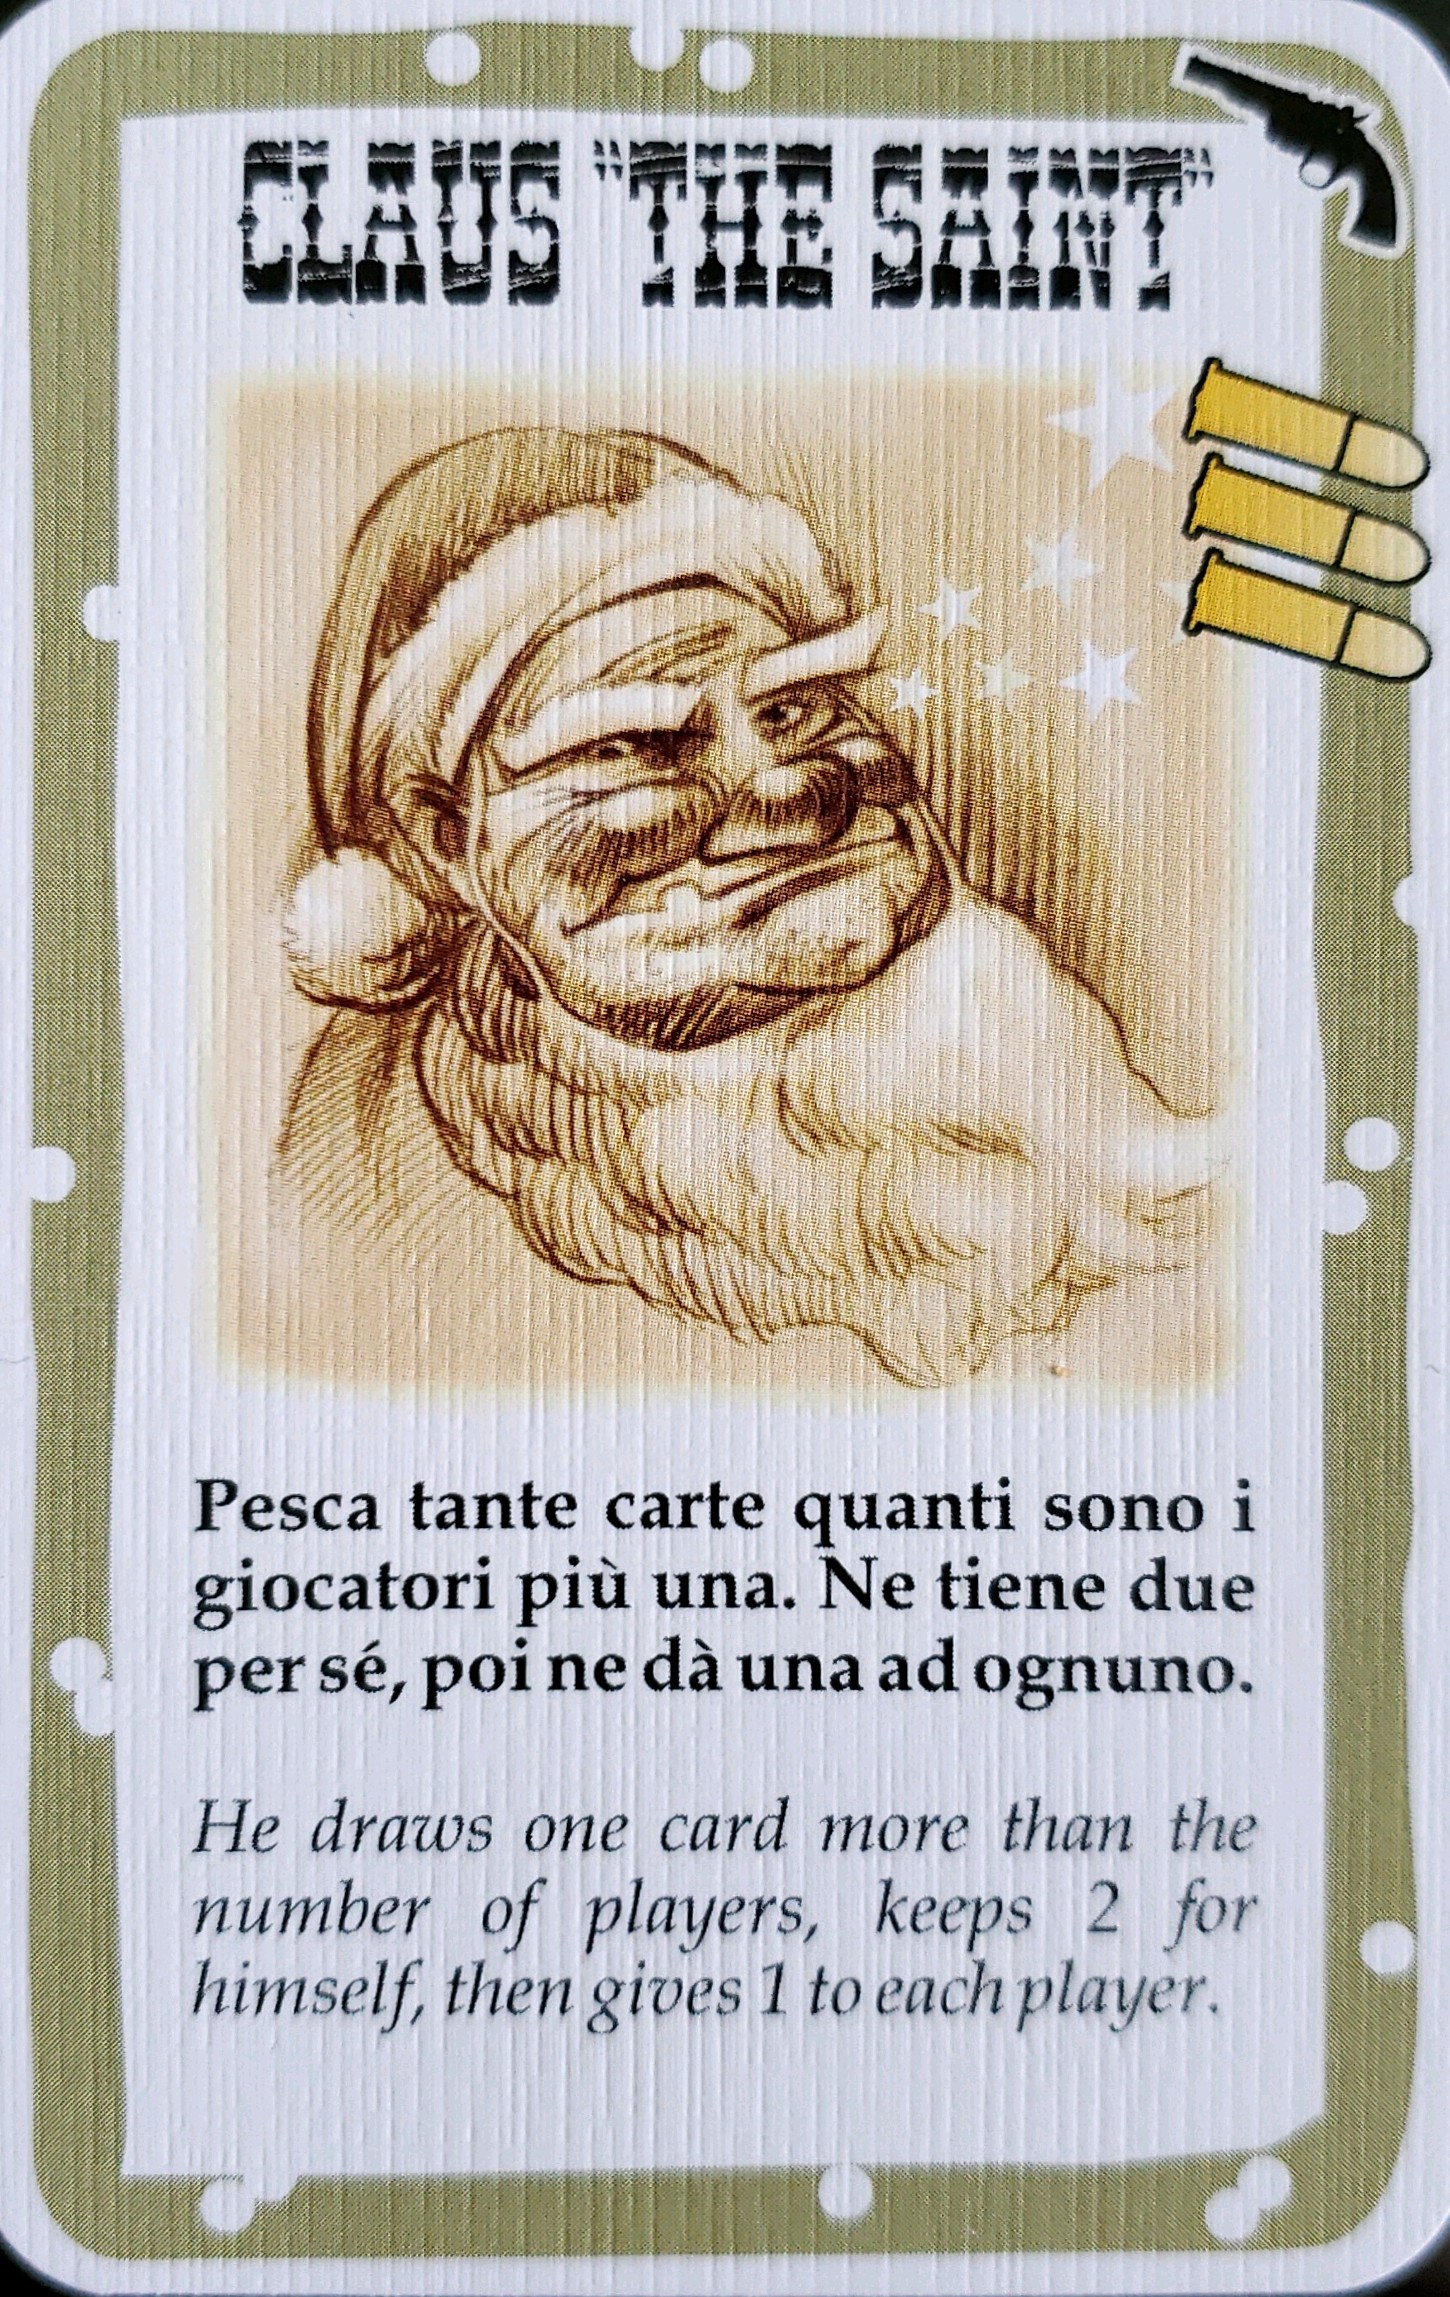 CLAUS "THE SAINT"
Pesca tante carte quanti sono i
giocatori più una. Ne tiene due
per sé, poi ne dà una ad ognuno.
He draws one card more than the
number of players, keeps 2 for
himself, then gives 1 to each player.